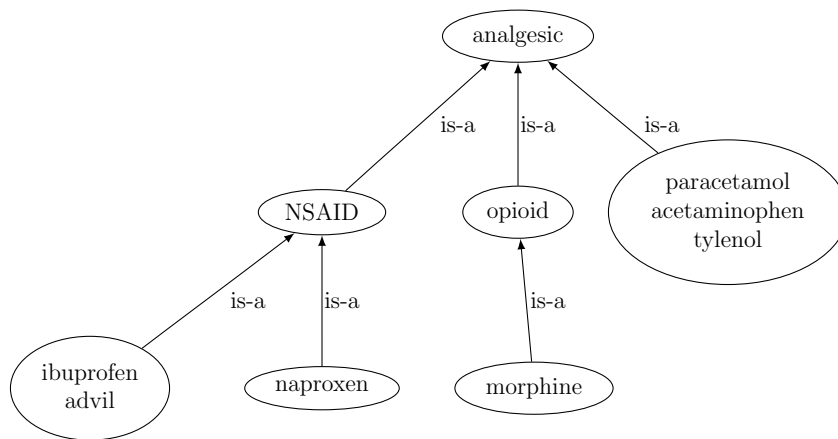 analgesic
is-a
is-a
is-a
NSAID
opioid
paracetamol
acetaminophen
tylenol
is-a
is-a
is-a
ibuprofen
advil
naproxen
morphine